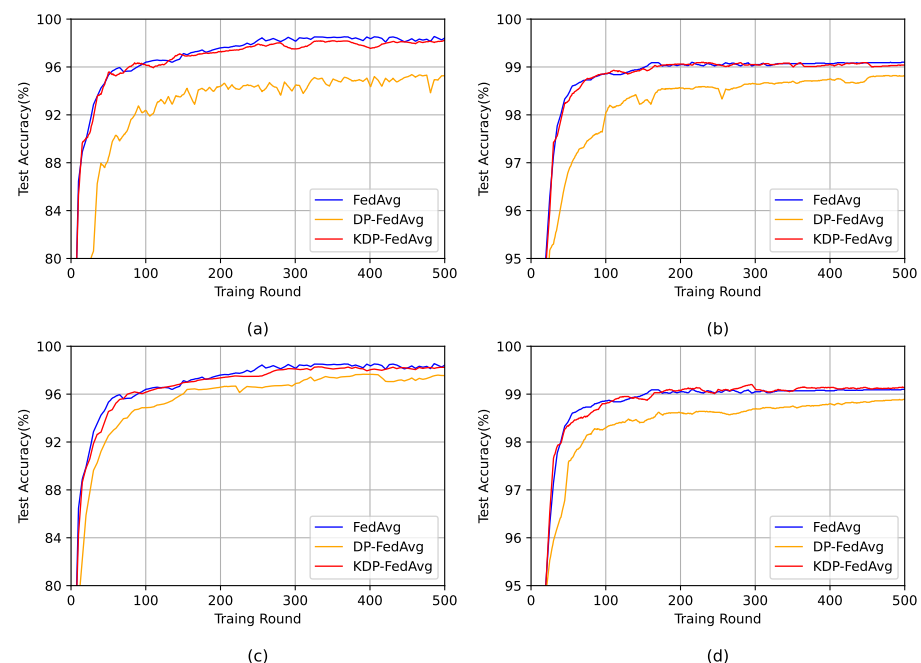 100
96
92
88
84
80
0
100
200
300
400
500
Test Accuracy(%)
Traing Round
FedAvg
DP-FedAvg
KDP-FedAvg
(a)
100
99
98
97
96
95
0
100
200
300
400
500
Test Accuracy(%)
Traing Round
FedAvg
DP-FedAvg
KDP-FedAvg
(b)
100
96
92
88
84
80
0
100
200
300
400
500
Test Accuracy(%)
Traing Round
FedAvg
DP-FedAvg
KDP-FedAvg
(c)
100
99
98
97
96
95
0
100
200
300
400
500
Test Accuracy(%)
Traing Round
FedAvg
DP-FedAvg
KDP-FedAvg
(d)